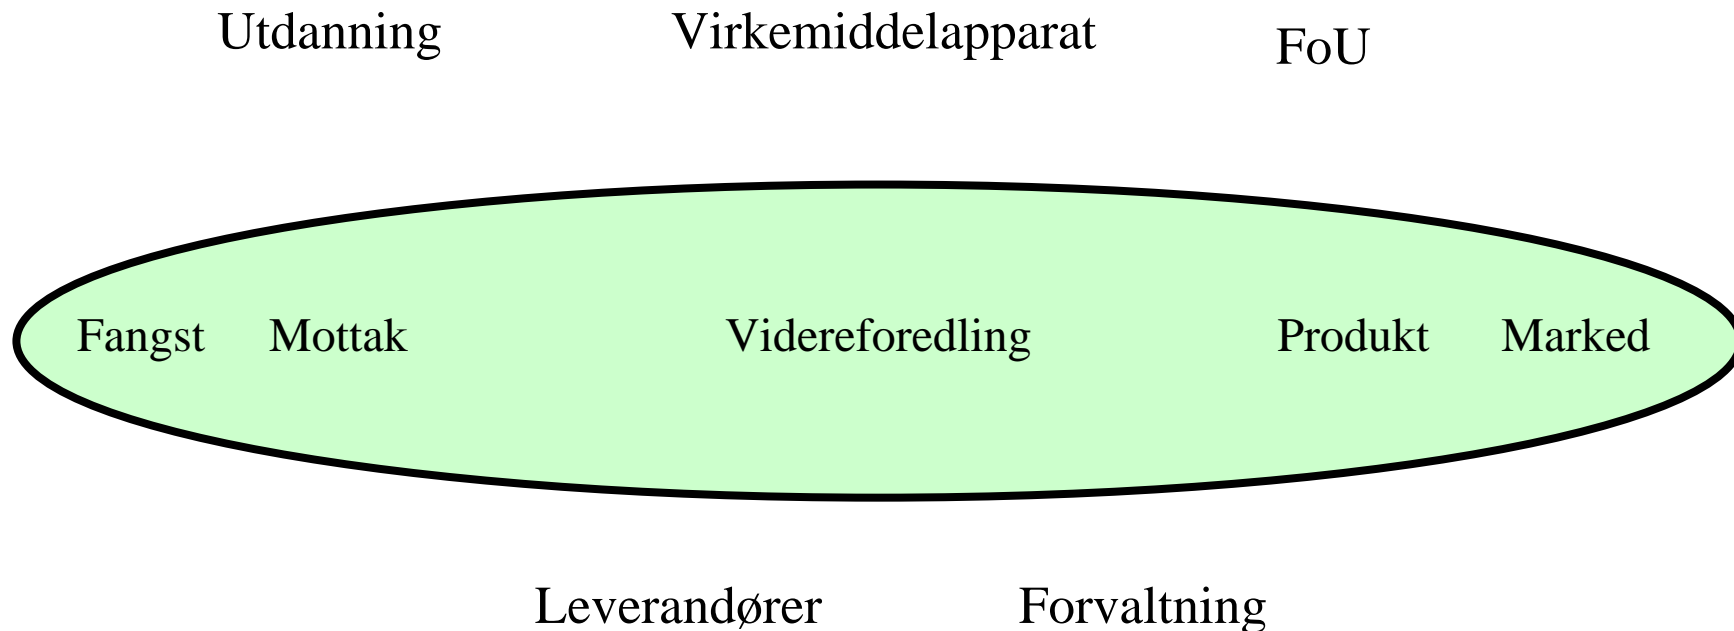 Utdanning Virkemiddelapparat FoU
Fangst Mottak Videreforedling Produkt Marked
Leverandører Forvaltning